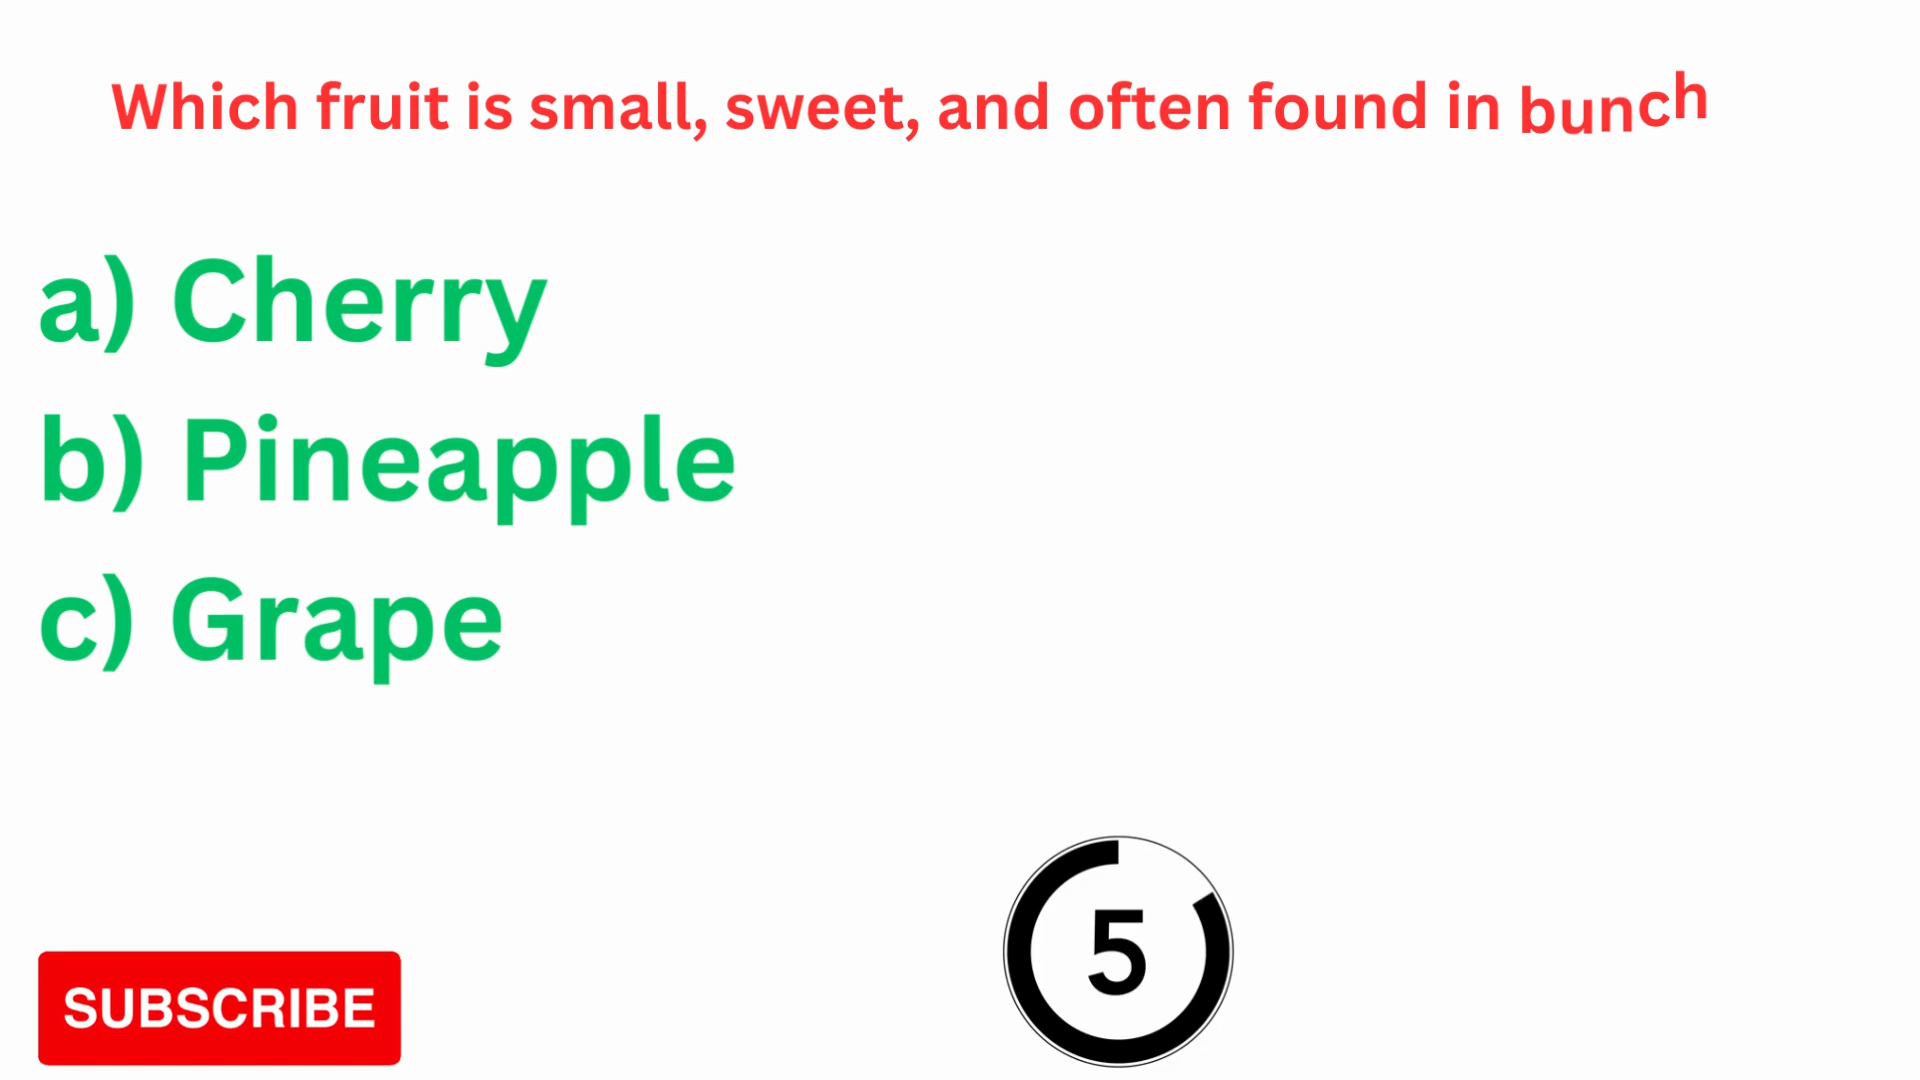 Which fruit is small, sweet, and often found in bunch
a) Cherry
b) Pineapple
c) Grape
5
SUBSCRIBE